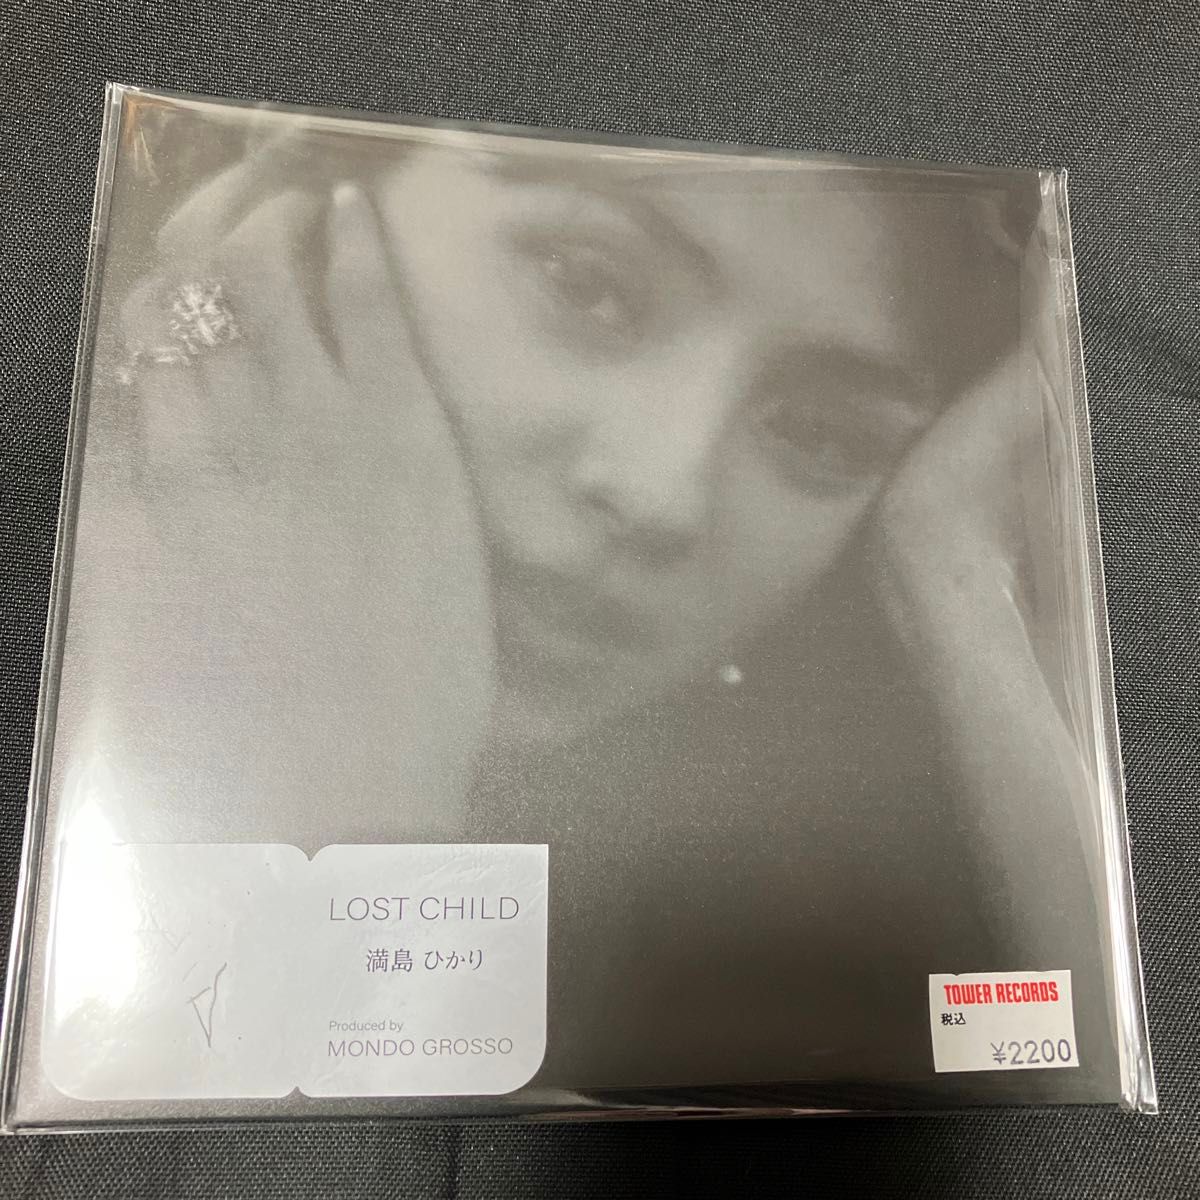 LOST CHILD
満島 ひかり
Produced by
MONDO GROSSO
TOWER RECORDS
税込
¥2200